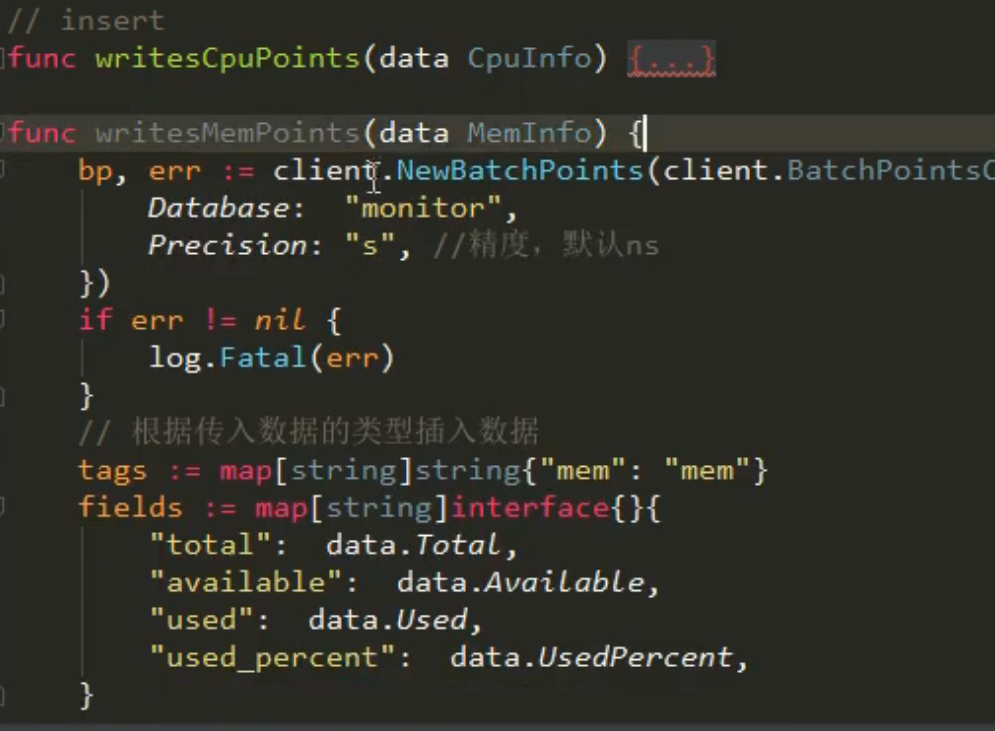 // insert
func writesCpuPoints(data CpuInfo) {...}
func writesMemPoints(data MemInfo) {
bp, err := client.NewBatchPoints(client.BatchPointsC
Database:  "monitor",
Precision: "s", //精度，默认ns
})
if err != nil {
log.Fatal(err)
}
// 根据传入数据的类型插入数据
tags := map[string]string{"mem": "mem"}
fields := map[string]interface{}{
"total":  data.Total,
"available":  data.Available,
"used":  data.Used,
"used_percent":  data.UsedPercent,
}